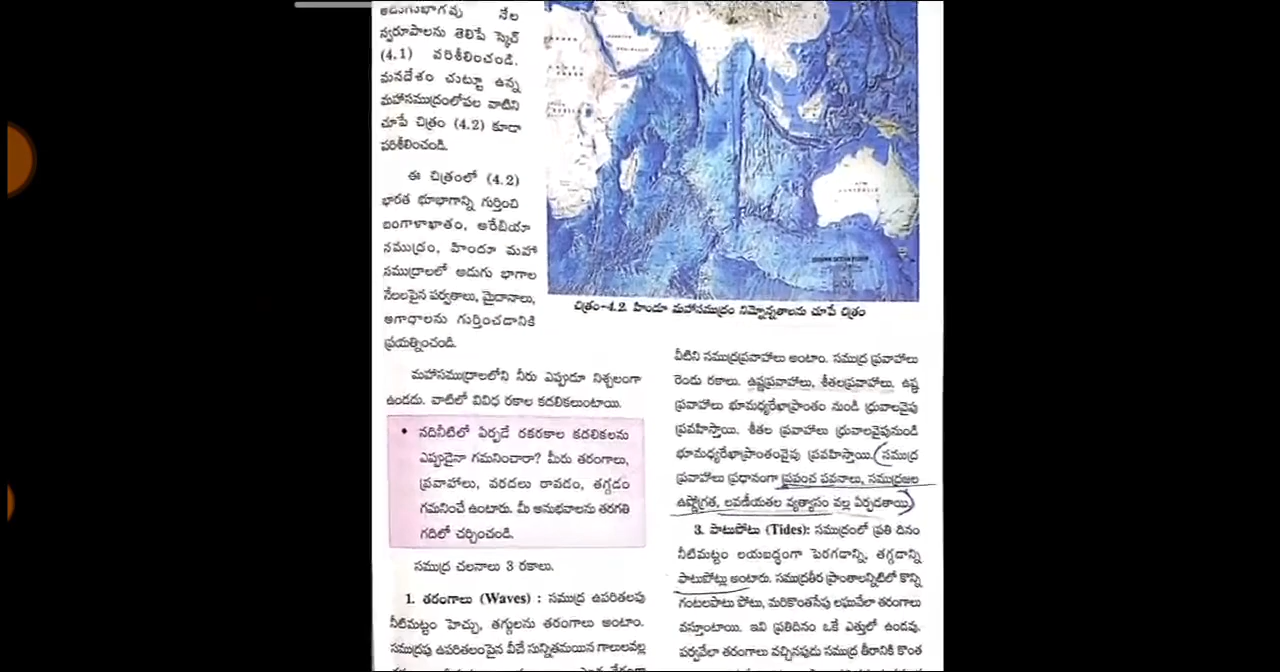 అడుగుభాగపు నేల
స్వరూపాలను తెలిపే స్కెచ్
(4.1) పరిశీలించండి.
మనదేశం చుట్టూ ఉన్న
మహాసముద్రంలోపల వాటిని
చూపే చిత్రం (4.2) కూడా
పరిశీలించండి.
ఈ చిత్రంలో (4.2)
భారత భూభాగాన్ని గుర్తించి
బంగాళాఖాతం, అరేబియా
సముద్రం, హిందూ మహా
సముద్రాలలో అడుగు భాగాల
నేలలపైన పర్వతాలు, మైదానాలు,
అగాధాలను గుర్తించడానికి
ప్రయత్నించండి.
చిత్రం-4.2. హిందూ మహాసముద్రం నిమ్నోన్నతాలను చూపే చిత్రం
మహాసముద్రాలలోని నీరు ఎప్పుడూ నిశ్చలంగా
ఉండదు. వాటిలో వివిధ రకాల కదలికలుంటాయి.
• నదినీటిలో ఏర్పడే రకరకాల కదలికలను
ఎప్పుడైనా గమనించారా? మీరు తరంగాలు,
ప్రవాహాలు, వరదలు రావడం, తగ్గడం
గమనించే ఉంటారు. మీ అనుభవాలను తరగతి
గదిలో చర్చించండి.
సముద్ర చలనాలు 3 రకాలు.
1. తరంగాలు (Waves) : సముద్ర ఉపరితలపు
నీటిమట్టం హెచ్చు, తగ్గులను తరంగాలు అంటాం.
సముద్రపు ఉపరితలంపైన వీచే సున్నితమయిన గాలులవల్ల
వీటిని సముద్రప్రవాహాలు అంటాం. సముద్ర ప్రవాహాలు
రెండు రకాలు. ఉష్ణప్రవాహాలు, శీతలప్రవాహాలు. ఉష్ణ
ప్రవాహాలు భూమధ్యరేఖాప్రాంతం నుండి ధ్రువాలవైపు
ప్రవహిస్తాయి. శీతల ప్రవాహాలు ధ్రువాలవైపునుండి
భూమధ్యరేఖాప్రాంతంవైపు ప్రవహిస్తాయి. (సముద్ర
ప్రవాహాలు ప్రధానంగా ప్రపంచ పవనాలు, సముద్రజల
ఉష్ణోగ్రత, లవణీయతల వ్యత్యాసం వల్ల ఏర్పడతాయి.)
3. పాటుపోటు (Tides): సముద్రంలో ప్రతి దినం
నీటిమట్టం లయబద్ధంగా పెరగడాన్ని, తగ్గడాన్ని
పాటుపోట్లు అంటారు. సముద్రతీర ప్రాంతాలన్నిటిలో కొన్ని
గంటలపాటు పోటు, మరికొంతసేపు లఘువేలా తరంగాలు
వస్తూంటాయి. ఇవి ప్రతిదినం ఒకే ఎత్తులో ఉండవు.
పర్వవేలా తరంగాలు వచ్చినపుడు సముద్ర తీరానికి కొంత